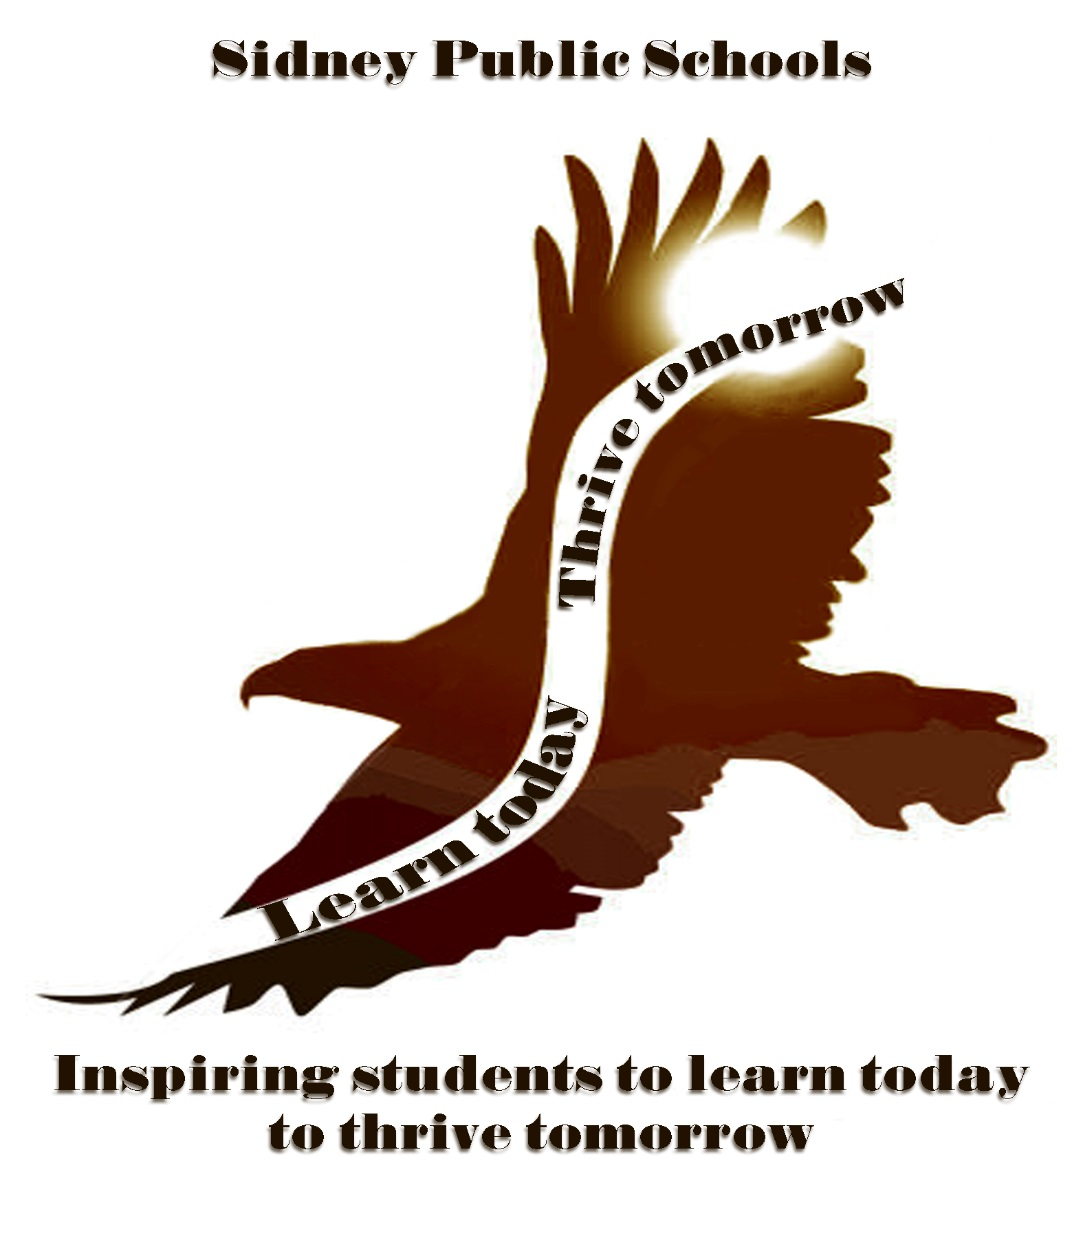 Sidney Public Schools
Thrive tomorrow
Learn today
Inspiring students to learn today
to thrive tomorrow